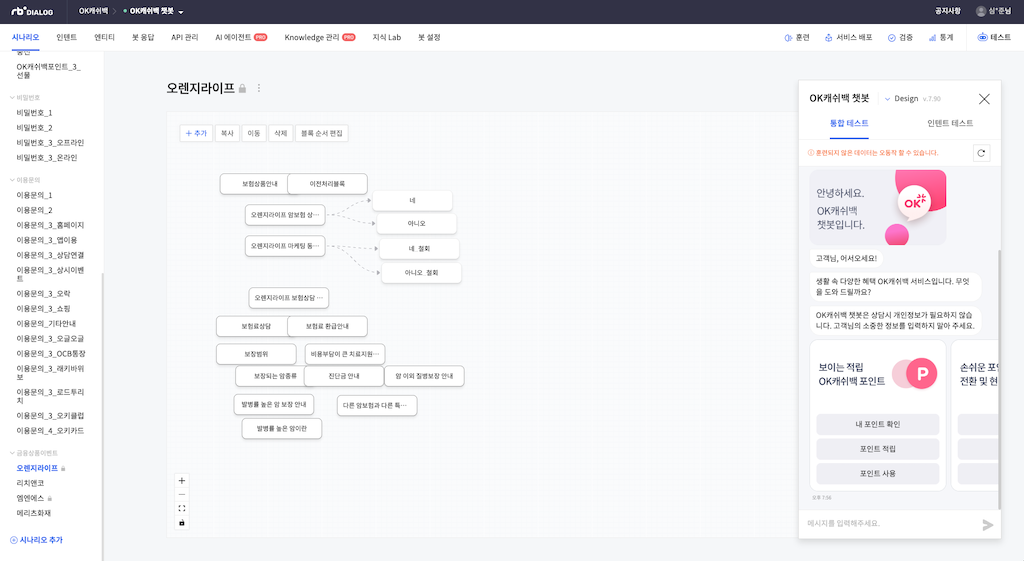 rb DIALOG
OK캐쉬백
OK캐쉬백 챗봇
공지사항
심*준님
시나리오
인텐트
엔티티
봇 응답
API 관리
AI 에이전트 PRO
Knowledge 관리 PRO
지식 Lab
봇 설정
훈련
서비스 배포
검증
통계
테스트
OK캐쉬백포인트_3_
선물
비밀번호
비밀번호_1
비밀번호_2
비밀번호_3_오프라인
비밀번호_3_온라인
이용문의
이용문의_1
이용문의_2
이용문의_3_홈페이지
이용문의_3_앱이용
이용문의_3_상담연결
이용문의_3_상시이벤
트
이용문의_3_오락
이용문의_3_쇼핑
이용문의_기타안내
이용문의_3_오글오글
이용문의_3_OCB통장
이용문의_3_래키바위
보
이용문의_3_로드투리
치
이용문의_3_오키클럽
이용문의_4_오키카드
금융상품이벤트
오렌지라이프
리치앤코
엠엔에스
메리츠화재
시나리오 추가
오렌지라이프
+ 추가
복사
이동
삭제
블록 순서 편집
보험상품안내
이전처리블록
오렌지라이프 암보험 상···
네
아니오
오렌지라이프 마케팅 동···
네 철회
아니오 철회
오렌지라이프 보험상담 ···
보험료상담
보험료 환급안내
보장범위
비용부담이 큰 치료지원···
보장되는 암종류
진단금 안내
암 이외 질병보장 안내
발병률 높은 암 보장 안내
다른 암보험과 다른 특···
발병률 높은 암이란
OK캐쉬백 챗봇
Design v.7.90
통합 테스트
인텐트 테스트
훈련되지 않은 데이터는 오동작 할 수 있습니다.
안녕하세요.
OK캐쉬백
챗봇입니다.
OK
고객님, 어서오세요!
생활 속 다양한 혜택 OK캐쉬백 서비스입니다. 무엇
을 도와 드릴까요?
OK캐쉬백 챗봇은 상담시 개인정보가 필요하지 않습
니다. 고객님의 소중한 정보를 입력하지 말아 주세요.
보이는 적립
OK캐쉬백 포인트
P
내 포인트 확인
포인트 적립
포인트 사용
손쉬운 포
전환 및 현
오후 7:56
메시지를 입력해주세요.